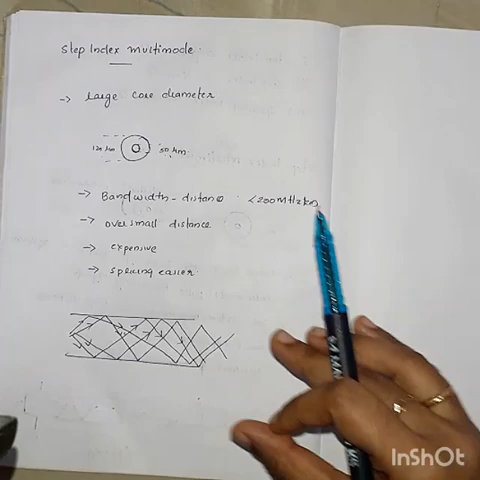 Step Index multimode.
-> Large core diameter
120 µm 50 µm
-> Bandwidth-distance <200 MHz km
-> over small distance
-> expensive
-> splicing easier.
InShOt